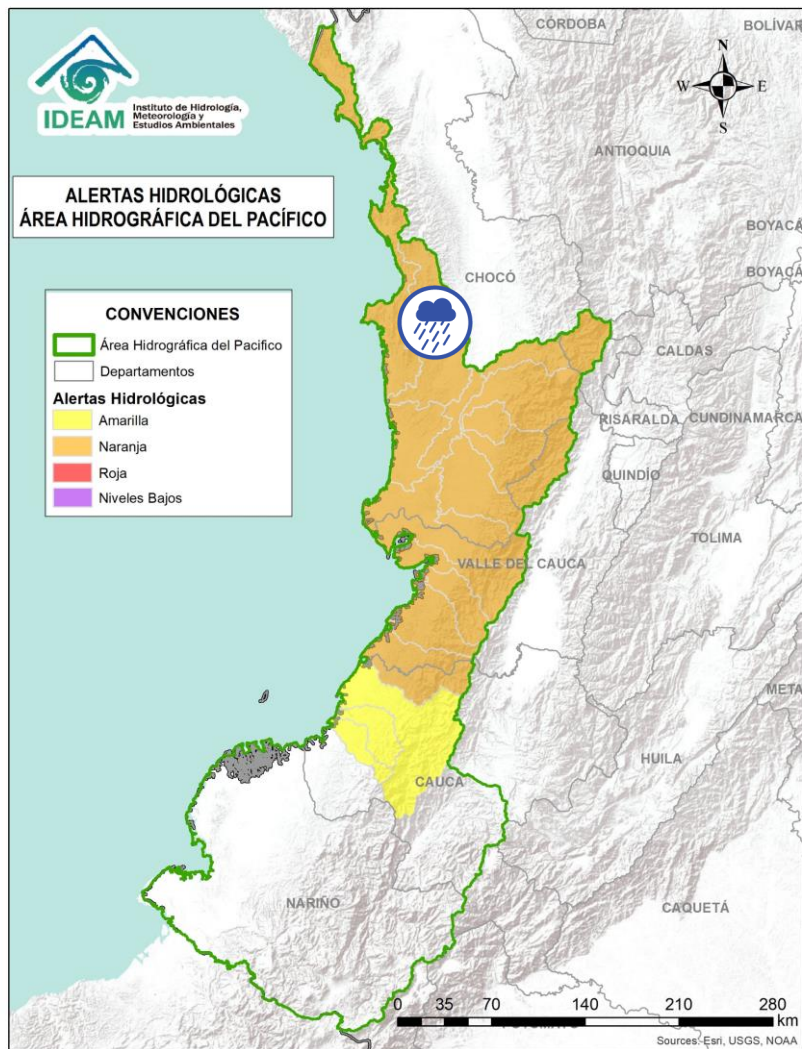 CÓRDOBA
BOLÍVAR
N
W
E
S
IDEAM
Instituto de Hidrología,
Meteorología y
Estudios Ambientales
ANTIOQUIA
ALERTAS HIDROLÓGICAS
ÁREA HIDROGRÁFICA DEL PACÍFICO
BOYACÁ
BOYACÁ
CHOCÓ
CONVENCIONES
Área Hidrográfica del Pacifico
Departamentos
Alertas Hidrológicas
Amarilla
Naranja
Roja
Niveles Bajos
CALDAS
RISARALDA
CUNDINAMARCA
QUINDÍO
TOLIMA
VALLE DEL CAUCA
META
HUILA
CAUCA
NARIÑO
CAQUETÁ
0 35 70 140 210 280
km
Sources: Esri, USGS, NOAA